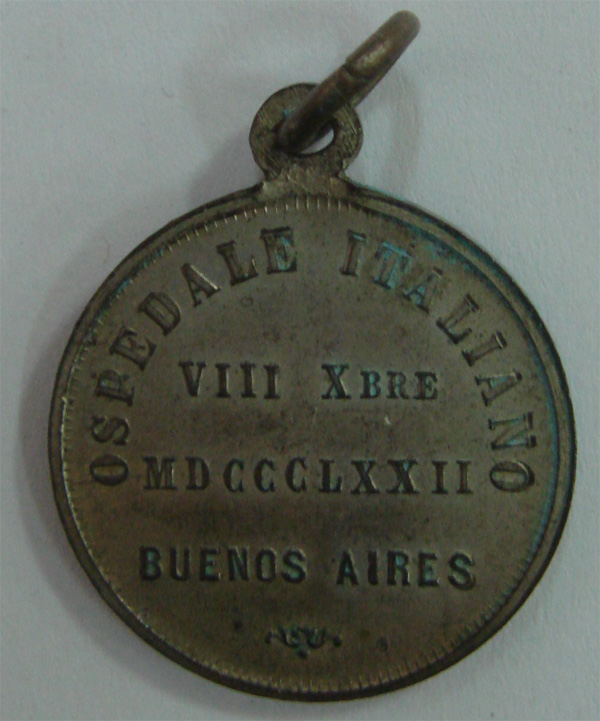 OSPEDALE ITALIANO
VIII XBRE
MDCCCLXXII
BUENOS AIRES